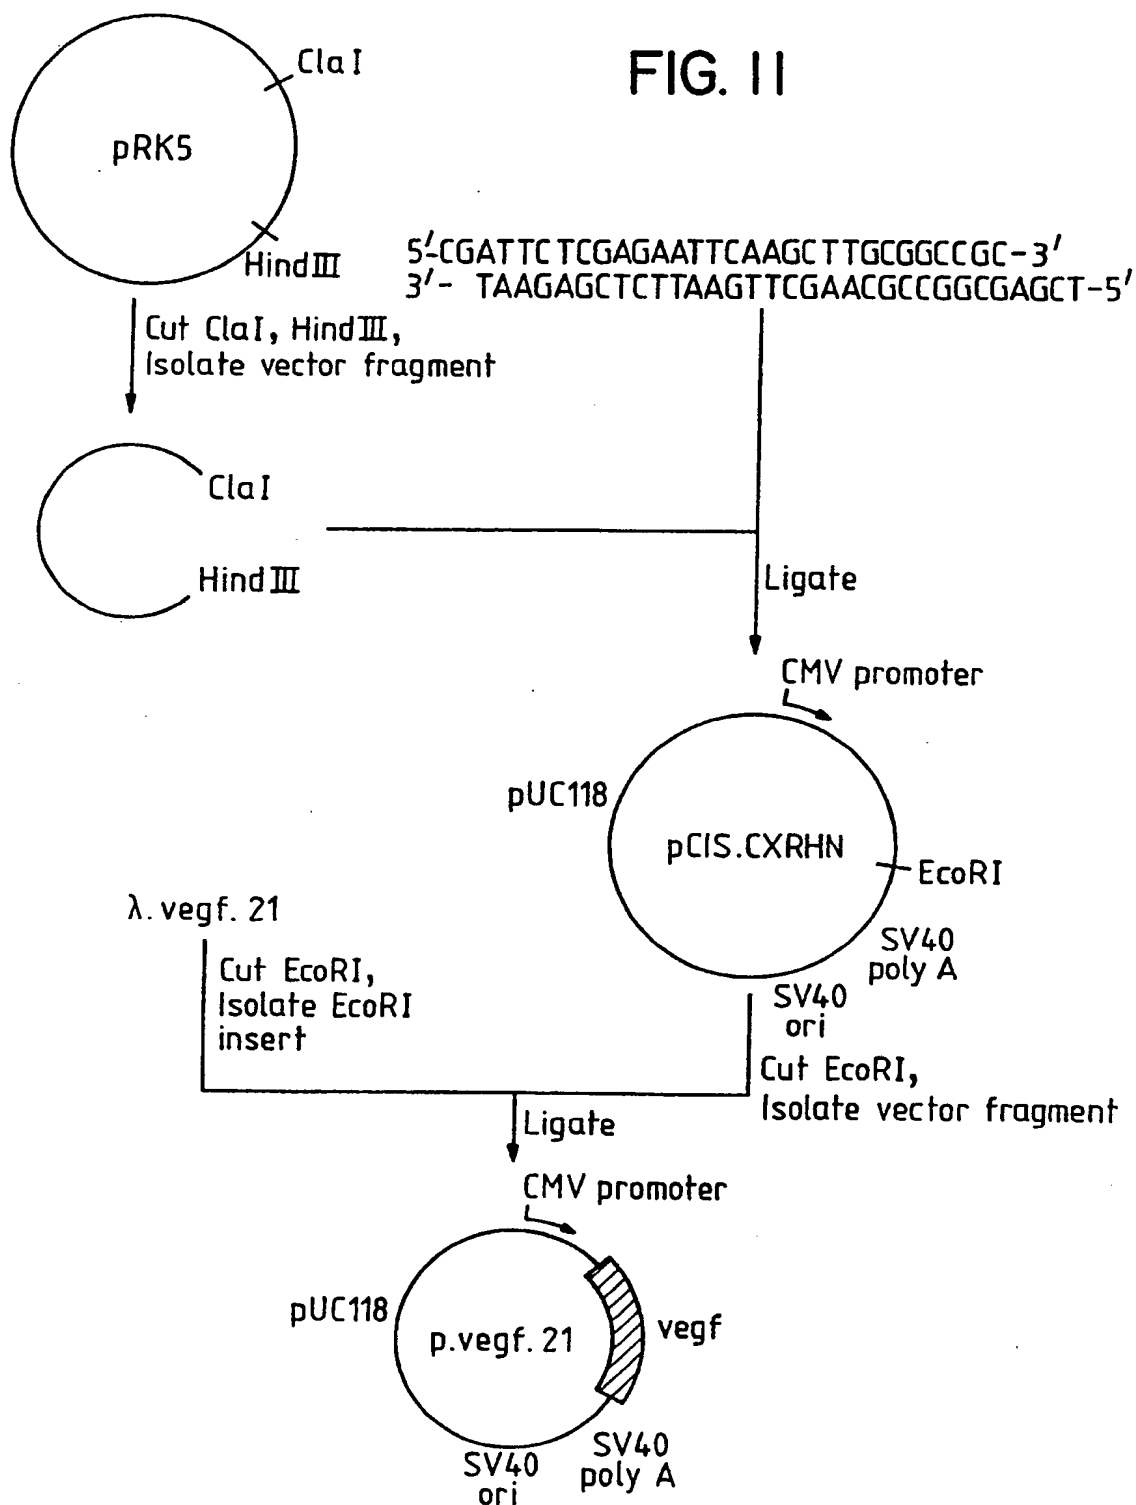 FIG. 11
ClaI
pRK5
HindIII
5'-CGATTCTCGAGAATTCAAGCTTGCGGCCGC-3'
3'- TAAGAGCTCTTAAGTTCGAACGCCGGCGAGCT-5'
Cut ClaI, HindIII,
Isolate vector fragment
ClaI
HindIII
Ligate
CMV promoter
pUC118
pCIS.CXRHN
EcoRI
SV40
poly A
SV40
ori
λ.vegf.21
Cut EcoRI,
Isolate EcoRI
insert
Cut EcoRI,
Isolate vector fragment
Ligate
CMV promoter
pUC118
p.vegf.21
vegf
SV40
poly A
SV40
ori